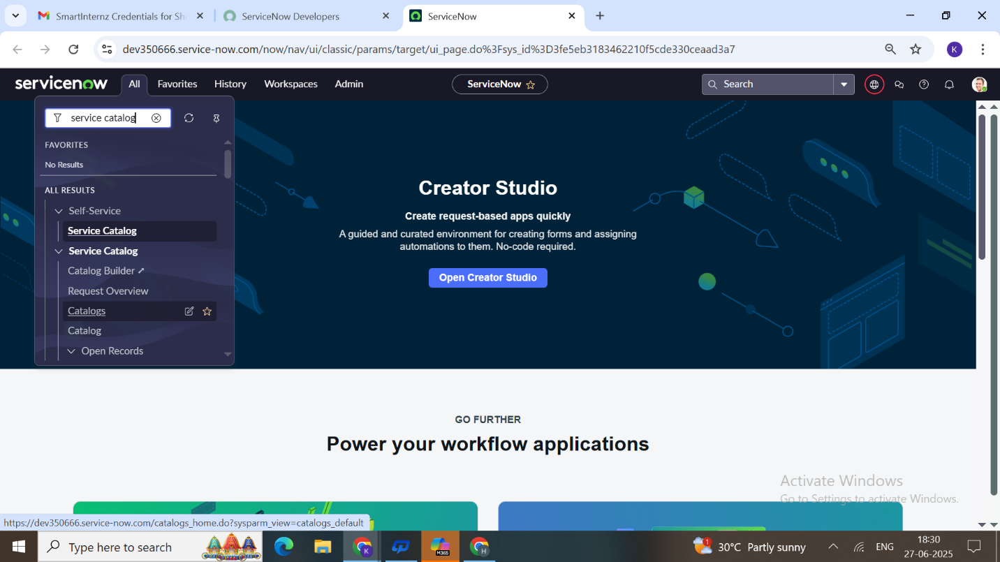 SmartInternz Credentials for Sh
ServiceNow Developers
ServiceNow
dev350666.service-now.com/now/nav/ui/classic/params/target/ui_page.do%3Fsys_id%3D3fe5eb3183462210f5cde330ceaad3a7
K
servicenow
All
Favorites
History
Workspaces
Admin
ServiceNow
Search
service catalog
FAVORITES
No Results
ALL RESULTS
Self-Service
Service Catalog
Service Catalog
Catalog Builder
Request Overview
Catalogs
Catalog
Open Records
Creator Studio
Create request-based apps quickly
A guided and curated environment for creating forms and assigning
automations to them. No-code required.
Open Creator Studio
GO FURTHER
Power your workflow applications
Activate Windows
Go to Settings to activate Windows.
https://dev350666.service-now.com/catalogs_home.do?sysparm_view=catalogs_default
Type here to search
K
M365
H
1
30°C Partly sunny
ENG
18:30
27-06-2025